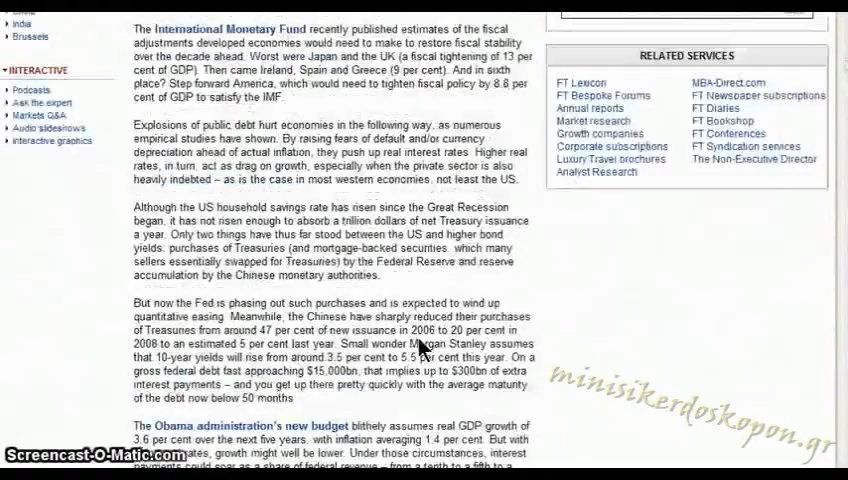 India
Brussels
INTERACTIVE
Podcasts
Ask the expert
Markets Q&A
Audio slideshows
Interactive graphics
The International Monetary Fund recently published estimates of the fiscal
adjustments developed economies would need to make to restore fiscal stability
over the decade ahead. Worst were Japan and the UK (a fiscal tightening of 13 per
cent of GDP). Then came Ireland, Spain and Greece (9 per cent). And in sixth
place? Step forward America, which would need to tighten fiscal policy by 8.8 per
cent of GDP to satisfy the IMF.
Explosions of public debt hurt economies in the following way, as numerous
empirical studies have shown. By raising fears of default and/or currency
depreciation ahead of actual inflation, they push up real interest rates. Higher real
rates, in turn, act as drag on growth, especially when the private sector is also
heavily indebted – as is the case in most western economies, not least the US.
Although the US household savings rate has risen since the Great Recession
began, it has not risen enough to absorb a trillion dollars of net Treasury issuance
a year. Only two things have thus far stood between the US and higher bond
yields: purchases of Treasuries (and mortgage-backed securities, which many
sellers essentially swapped for Treasuries) by the Federal Reserve and reserve
accumulation by the Chinese monetary authorities.
But now the Fed is phasing out such purchases and is expected to wind up
quantitative easing. Meanwhile, the Chinese have sharply reduced their purchases
of Treasuries from around 47 per cent of new issuance in 2006 to 20 per cent in
2008 to an estimated 5 per cent last year. Small wonder Morgan Stanley assumes
that 10-year yields will rise from around 3.5 per cent to 5.5 per cent this year. On a
gross federal debt fast approaching $15,000bn, that implies up to $300bn of extra
interest payments – and you get up there pretty quickly with the average maturity
of the debt now below 50 months
The Obama administration's new budget blithely assumes real GDP growth of
3.6 per cent over the next five years, with inflation averaging 1.4 per cent. But with
rates, growth might well be lower. Under those circumstances, interest
payments could soar as a share of federal revenue – from a tenth to a fifth to a
RELATED SERVICES
FT Lexicon
FT Bespoke Forums
Annual reports
Market research
Growth companies
Corporate subscriptions
Luxury Travel brochures
Analyst Research
MBA-Direct.com
FT Newspaper subscriptions
FT Diaries
FT Bookshop
FT Conferences
FT Syndication services
The Non-Executive Director
minisikerdoskopon.gr
Screencast-O-Matic.com